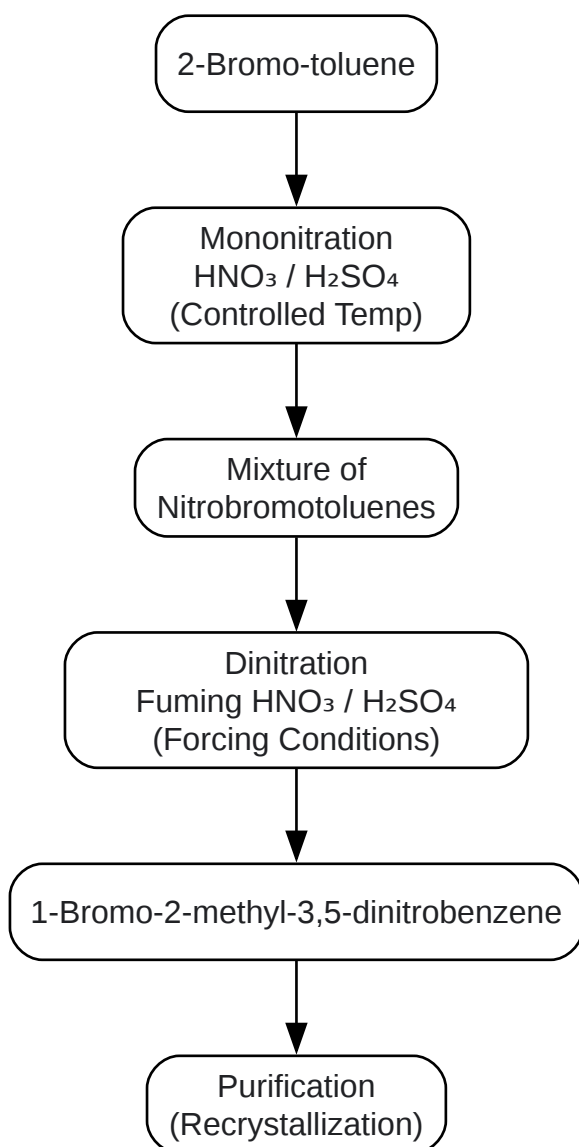 2-Bromo-toluene
Mononitration
HNO₃ / H₂SO₄
(Controlled Temp)
Mixture of
Nitrobromotoluenes
Dinitration
Fuming HNO₃ / H₂SO₄
(Forcing Conditions)
1-Bromo-2-methyl-3,5-dinitrobenzene
Purification
(Recrystallization)